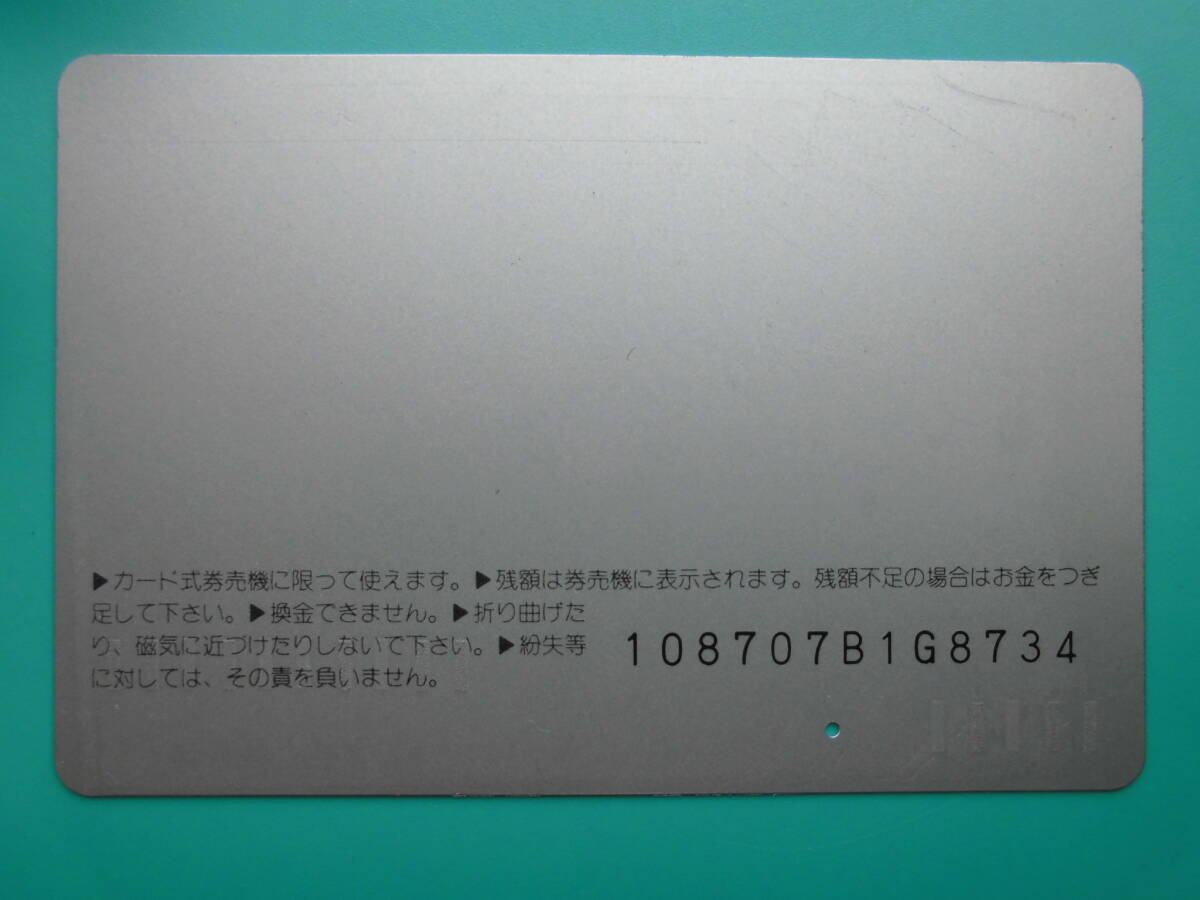 ▶カード式券売機に限って使えます。▶残額は券売機に表示されます。残額不足の場合はお金をつぎ
足して下さい。▶換金できません。▶折り曲げた
り、磁気に近づけたりしないで下さい。▶紛失等
に対しては、その責を負いません。
108707B1G8734